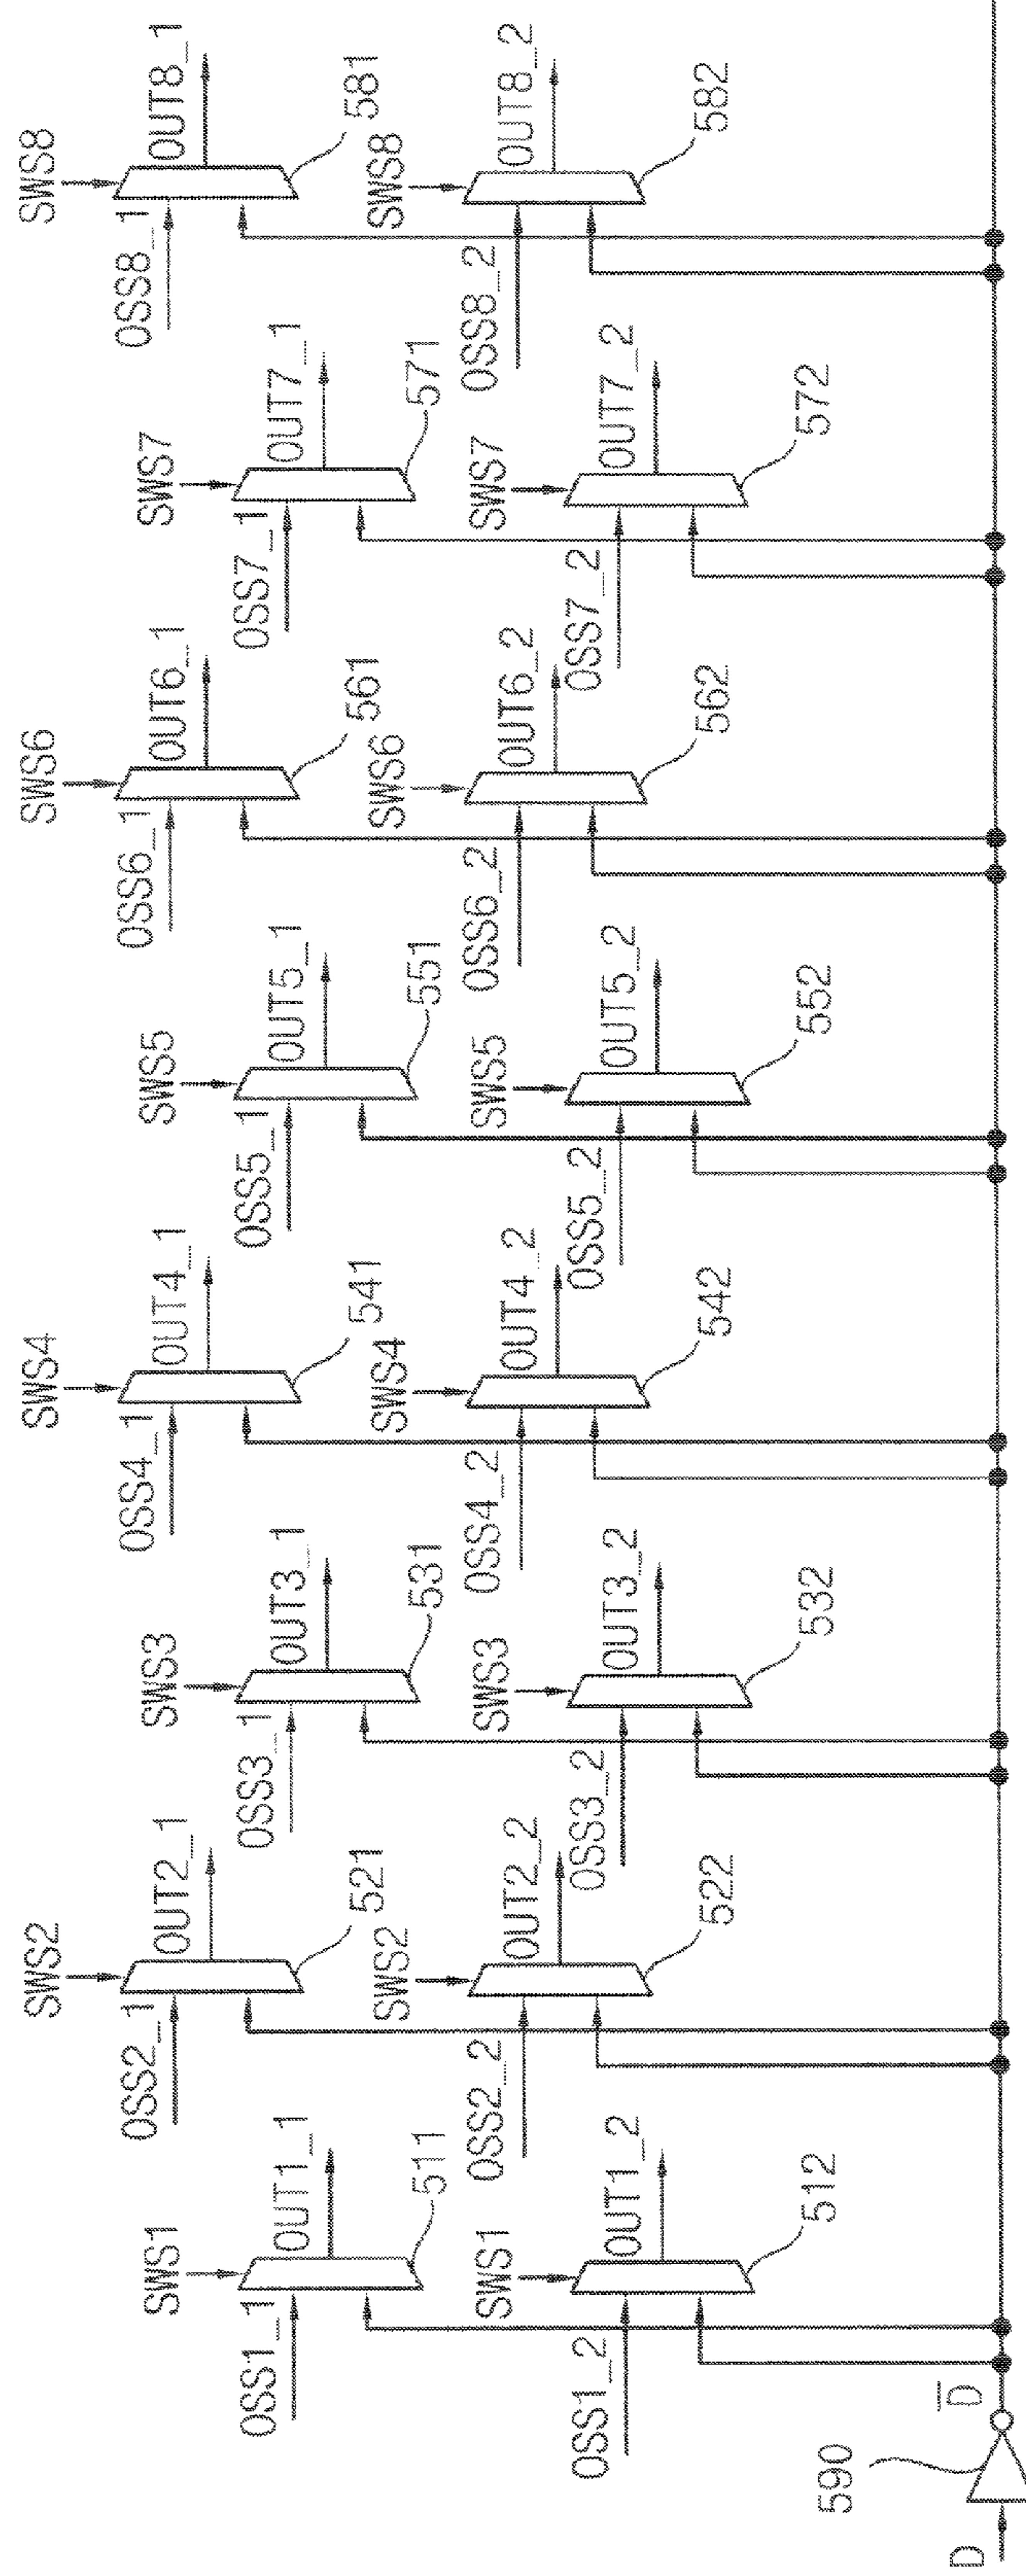 SWS8
OUT8_1
OSS8_1
581
SWS8
OUT8_2
OSS8_2
582
SWS7
OUT7_1
OSS7_1
571
SWS7
OUT7_2
OSS7_2
572
SWS6
OUT6_1
OSS6_1
561
SWS6
OUT6_2
OSS6_2
562
SWS5
OUT5_1
OSS5_1
551
SWS5
OUT5_2
OSS5_2
552
SWS4
OUT4_1
OSS4_1
541
SWS4
OUT4_2
OSS4_2
542
SWS3
OUT3_1
OSS3_1
531
SWS3
OUT3_2
OSS3_2
532
SWS2
OUT2_1
OSS2_1
521
SWS2
OUT2_2
OSS2_2
522
SWS1
OUT1_1
OSS1_1
511
SWS1
OUT1_2
OSS1_2
512
D̅
590
D